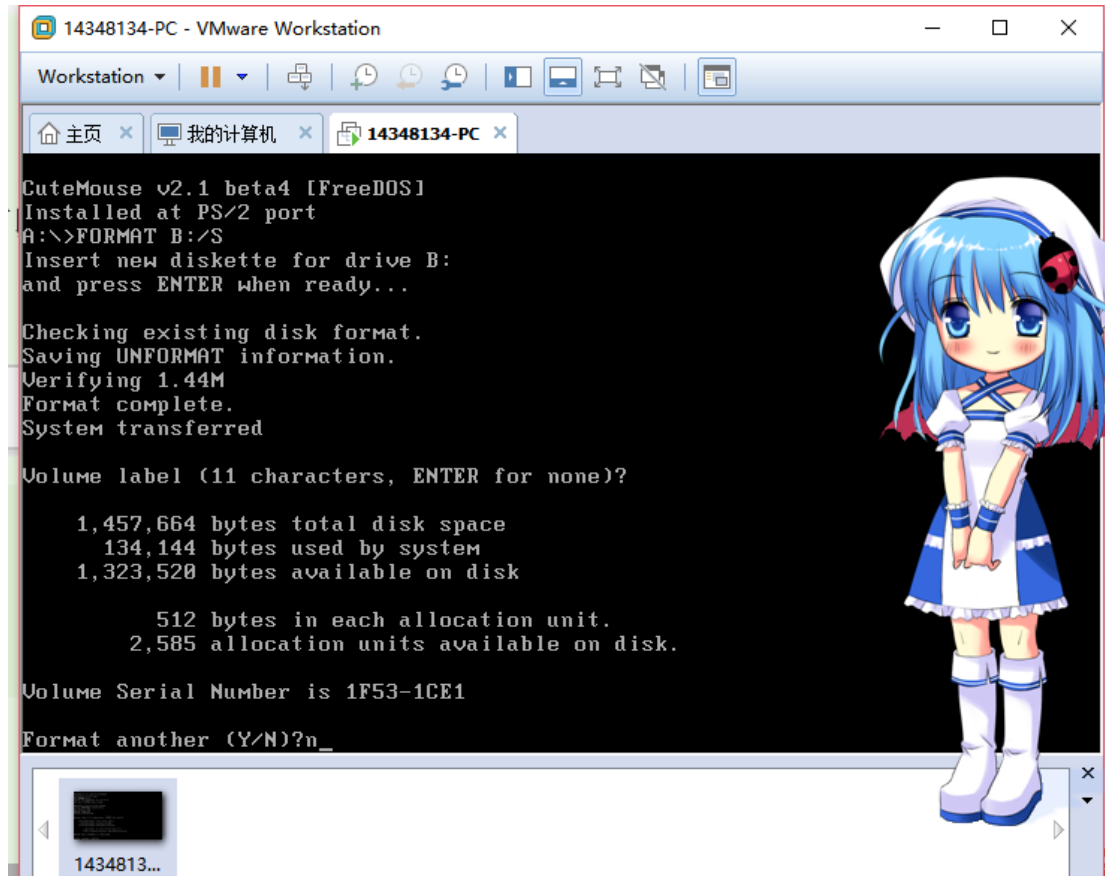 14348134-PC - VMware Workstation
Workstation
主页
我的计算机
14348134-PC
CuteMouse v2.1 beta4 [FreeDOS]
Installed at PS/2 port
A:\>FORMAT B:/S
Insert new diskette for drive B:
and press ENTER when ready...
Checking existing disk format.
Saving UNFORMAT information.
Verifying 1.44M
Format complete.
System transferred
Volume label (11 characters, ENTER for none)?
1,457,664 bytes total disk space
134,144 bytes used by system
1,323,520 bytes available on disk
512 bytes in each allocation unit.
2,585 allocation units available on disk.
Volume Serial Number is 1F53-1CE1
Format another (Y/N)?n_
1434813...